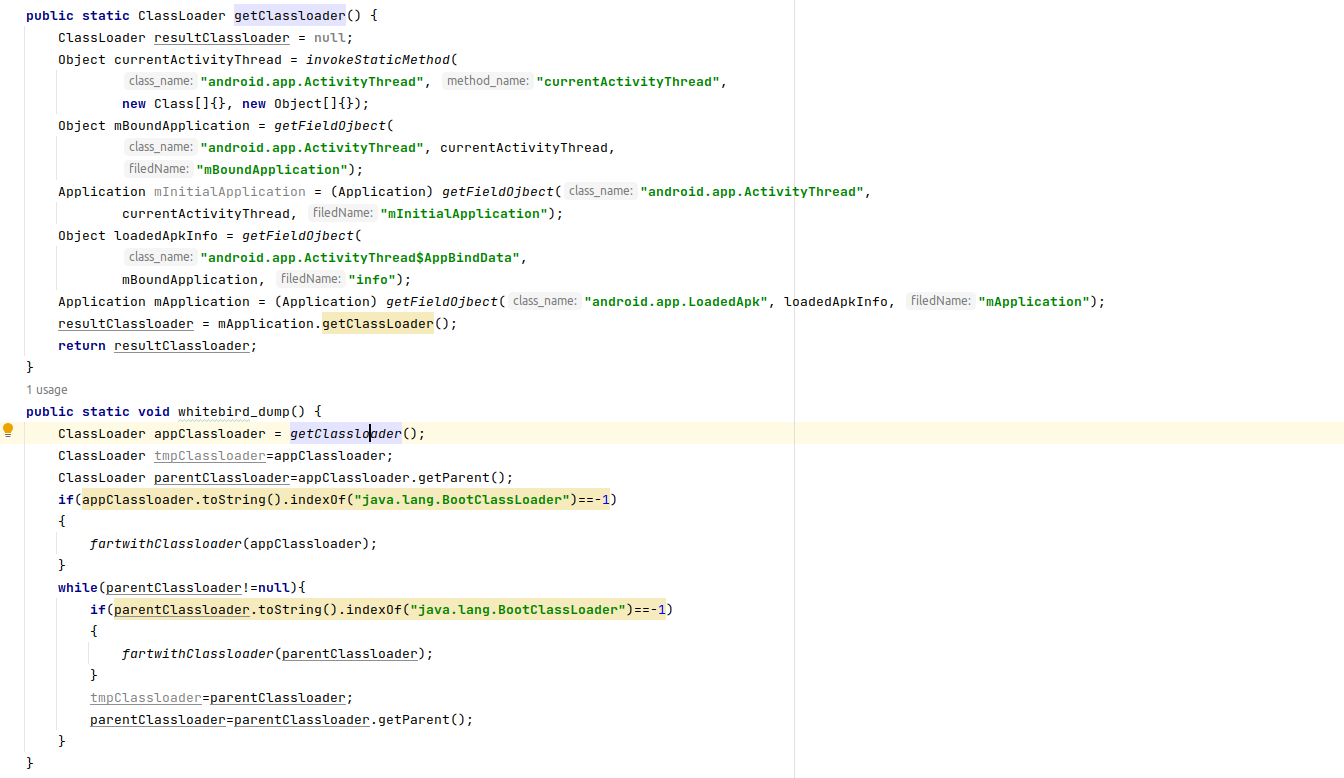 public static ClassLoader getClassloader() {
ClassLoader resultClassloader = null;
Object currentActivityThread = invokeStaticMethod(
class_name: "android.app.ActivityThread", method_name: "currentActivityThread",
new Class[]{}, new Object[]{});
Object mBoundApplication = getFieldOjbect(
class_name: "android.app.ActivityThread", currentActivityThread,
filedName: "mBoundApplication");
Application mInitialApplication = (Application) getFieldOjbect( class_name: "android.app.ActivityThread",
currentActivityThread, filedName: "mInitialApplication");
Object loadedApkInfo = getFieldOjbect(
class_name: "android.app.ActivityThread$AppBindData",
mBoundApplication, filedName: "info");
Application mApplication = (Application) getFieldOjbect( class_name: "android.app.LoadedApk", loadedApkInfo, filedName: "mApplication");
resultClassloader = mApplication.getClassLoader();
return resultClassloader;
}
1 usage
public static void whitebird_dump() {
ClassLoader appClassloader = getClassloader();
ClassLoader tmpClassloader=appClassloader;
ClassLoader parentClassloader=appClassloader.getParent();
if(appClassloader.toString().indexOf("java.lang.BootClassLoader")==-1)
{
fartwithClassloader(appClassloader);
}
while(parentClassloader!=null){
if(parentClassloader.toString().indexOf("java.lang.BootClassLoader")==-1)
{
fartwithClassloader(parentClassloader);
}
tmpClassloader=parentClassloader;
parentClassloader=parentClassloader.getParent();
}
}